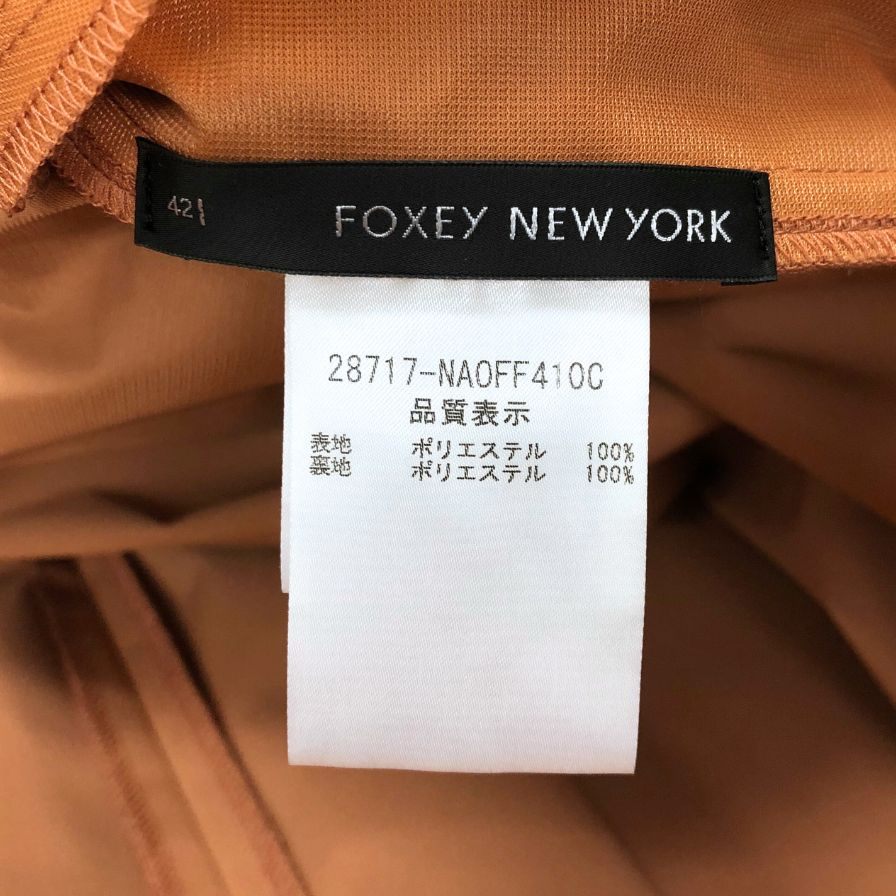 42
FOXEY NEW YORK
28717-NAOFF410C
品質表示
表地 ポリエステル 100%
裏地 ポリエステル 100%